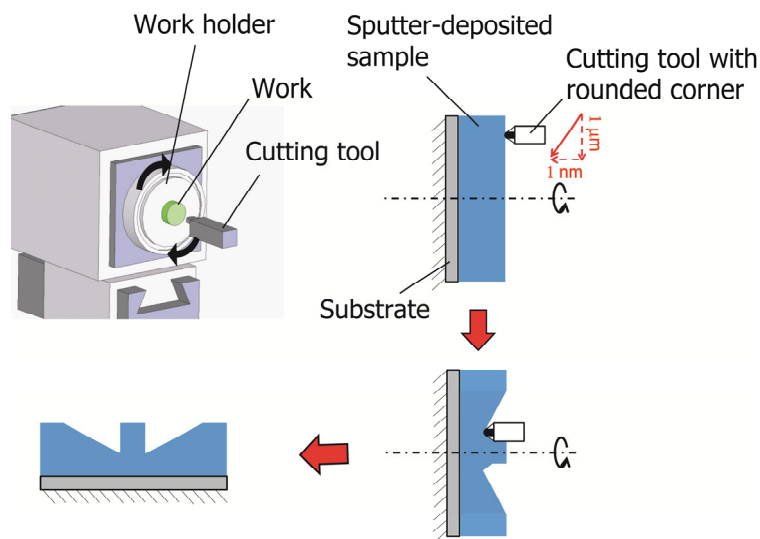 Work holder
Work
Cutting tool
Sputter-deposited
sample
Cutting tool with
rounded corner
1 μm
1 nm
Substrate